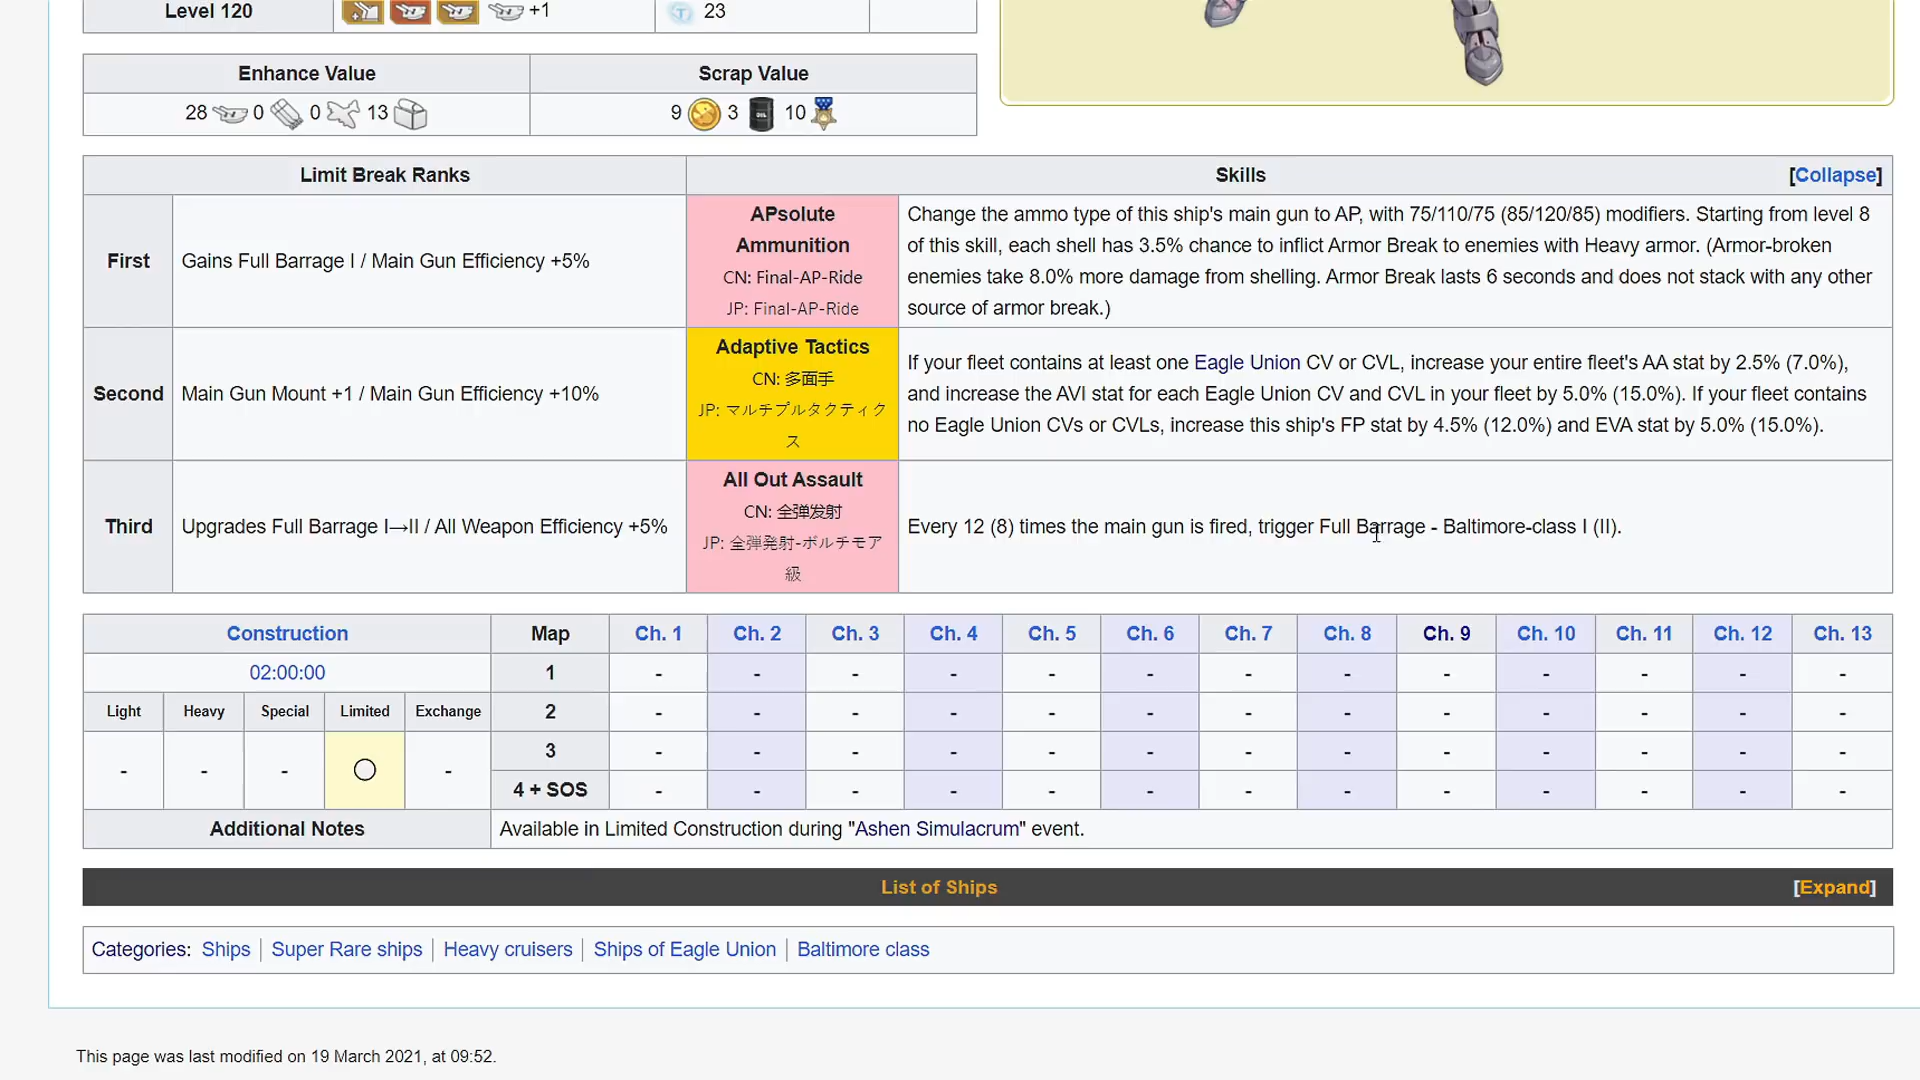 Level 120
+1
23
Enhance Value
Scrap Value
28 0 0 13
9 3 OIL 10
Limit Break Ranks
Skills
[Collapse]
First
Gains Full Barrage I / Main Gun Efficiency +5%
APsolute
Ammunition
CN: Final-AP-Ride
JP: Final-AP-Ride
Change the ammo type of this ship's main gun to AP, with 75/110/75 (85/120/85) modifiers. Starting from level 8
of this skill, each shell has 3.5% chance to inflict Armor Break to enemies with Heavy armor. (Armor-broken
enemies take 8.0% more damage from shelling. Armor Break lasts 6 seconds and does not stack with any other
source of armor break.)
Second
Main Gun Mount +1 / Main Gun Efficiency +10%
Adaptive Tactics
CN: 多面手
JP: マルチプルタクティク
ス
If your fleet contains at least one Eagle Union CV or CVL, increase your entire fleet's AA stat by 2.5% (7.0%),
and increase the AVI stat for each Eagle Union CV and CVL in your fleet by 5.0% (15.0%). If your fleet contains
no Eagle Union CVs or CVLs, increase this ship's FP stat by 4.5% (12.0%) and EVA stat by 5.0% (15.0%).
Third
Upgrades Full Barrage I→II / All Weapon Efficiency +5%
All Out Assault
CN: 全弹发射
JP: 全弾発射-ボルチモア
級
Every 12 (8) times the main gun is fired, trigger Full Barrage - Baltimore-class I (II).
Construction
Map
Ch. 1
Ch. 2
Ch. 3
Ch. 4
Ch. 5
Ch. 6
Ch. 7
Ch. 8
Ch. 9
Ch. 10
Ch. 11
Ch. 12
Ch. 13
02:00:00
1 - - - - - - - - - - - - -
Light
Heavy
Special
Limited
Exchange
2 - - - - - - - - - - - - -
3 - - - - - - - - - - - - -
- - - ○ -
4 + SOS - - - - - - - - - - - - -
Additional Notes
Available in Limited Construction during "Ashen Simulacrum" event.
List of Ships
[Expand]
Categories: Ships | Super Rare ships | Heavy cruisers | Ships of Eagle Union | Baltimore class
This page was last modified on 19 March 2021, at 09:52.